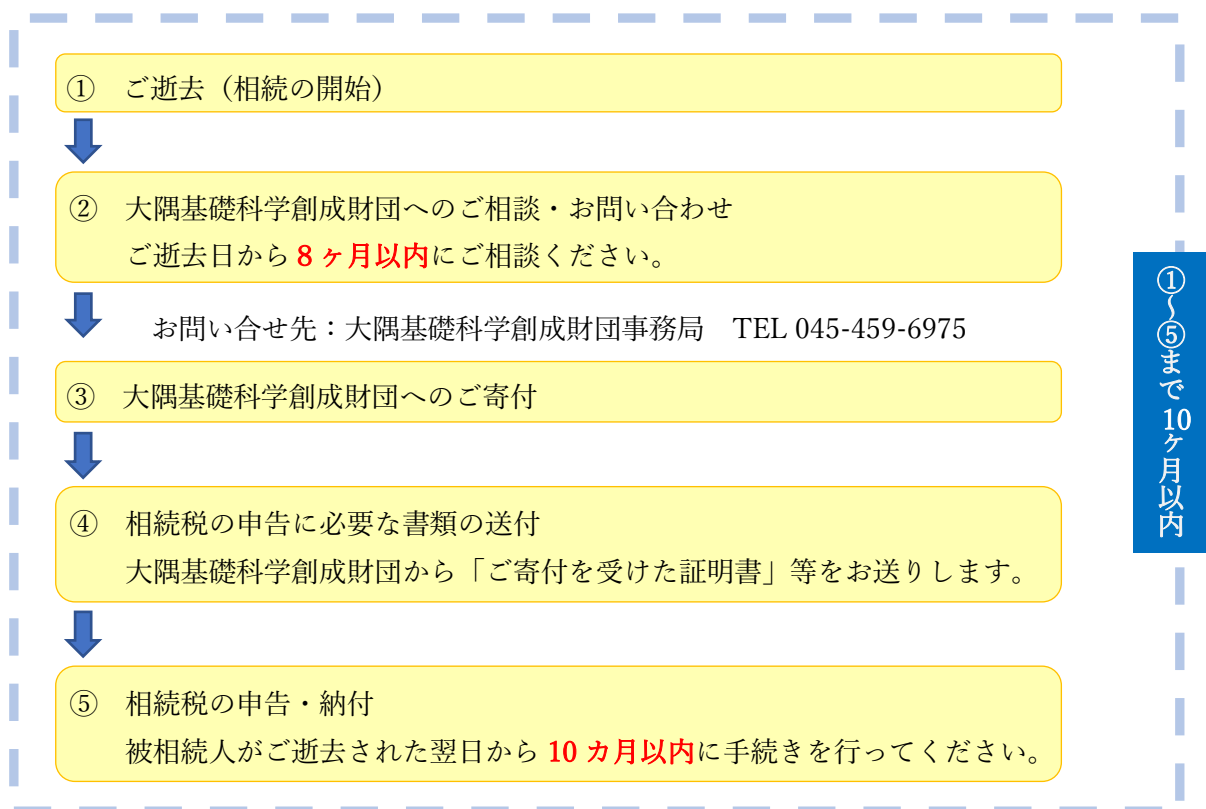 ① ご逝去（相続の開始）
② 大隅基礎科学創成財団へのご相談・お問い合わせ
ご逝去日から8ヶ月以内にご相談ください。
お問い合せ先：大隅基礎科学創成財団事務局　TEL 045-459-6975
③ 大隅基礎科学創成財団へのご寄付
④ 相続税の申告に必要な書類の送付
大隅基礎科学創成財団から「ご寄付を受けた証明書」等をお送りします。
⑤ 相続税の申告・納付
被相続人がご逝去された翌日から 10 カ月以内に手続きを行ってください。
①～⑤まで10ケ月以内